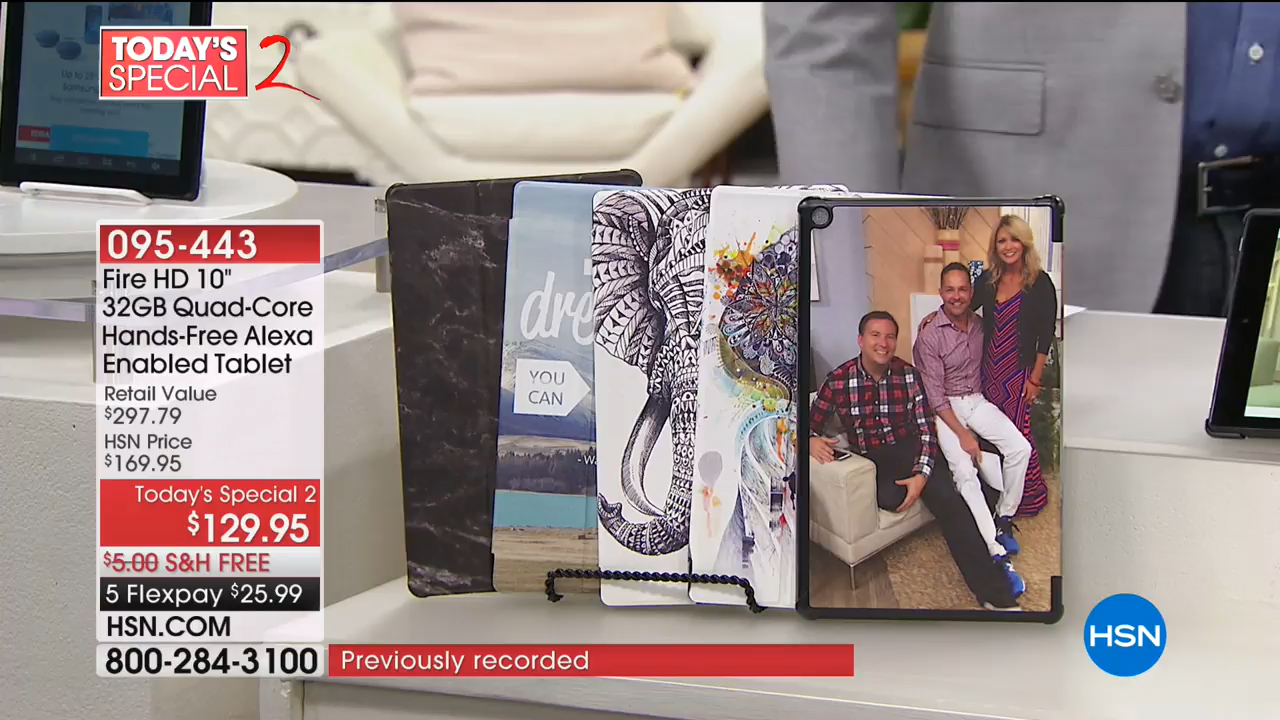 TODAY'S
SPECIAL 2
095-443
Fire HD 10"
32GB Quad-Core
Hands-Free Alexa
Enabled Tablet
Retail Value
$297.79
HSN Price
$169.95
Today's Special 2
$129.95
$5.00 S&H FREE
5 Flexpay $25.99
HSN.COM
800-284-3100
Previously recorded
YOU
CAN
HSN